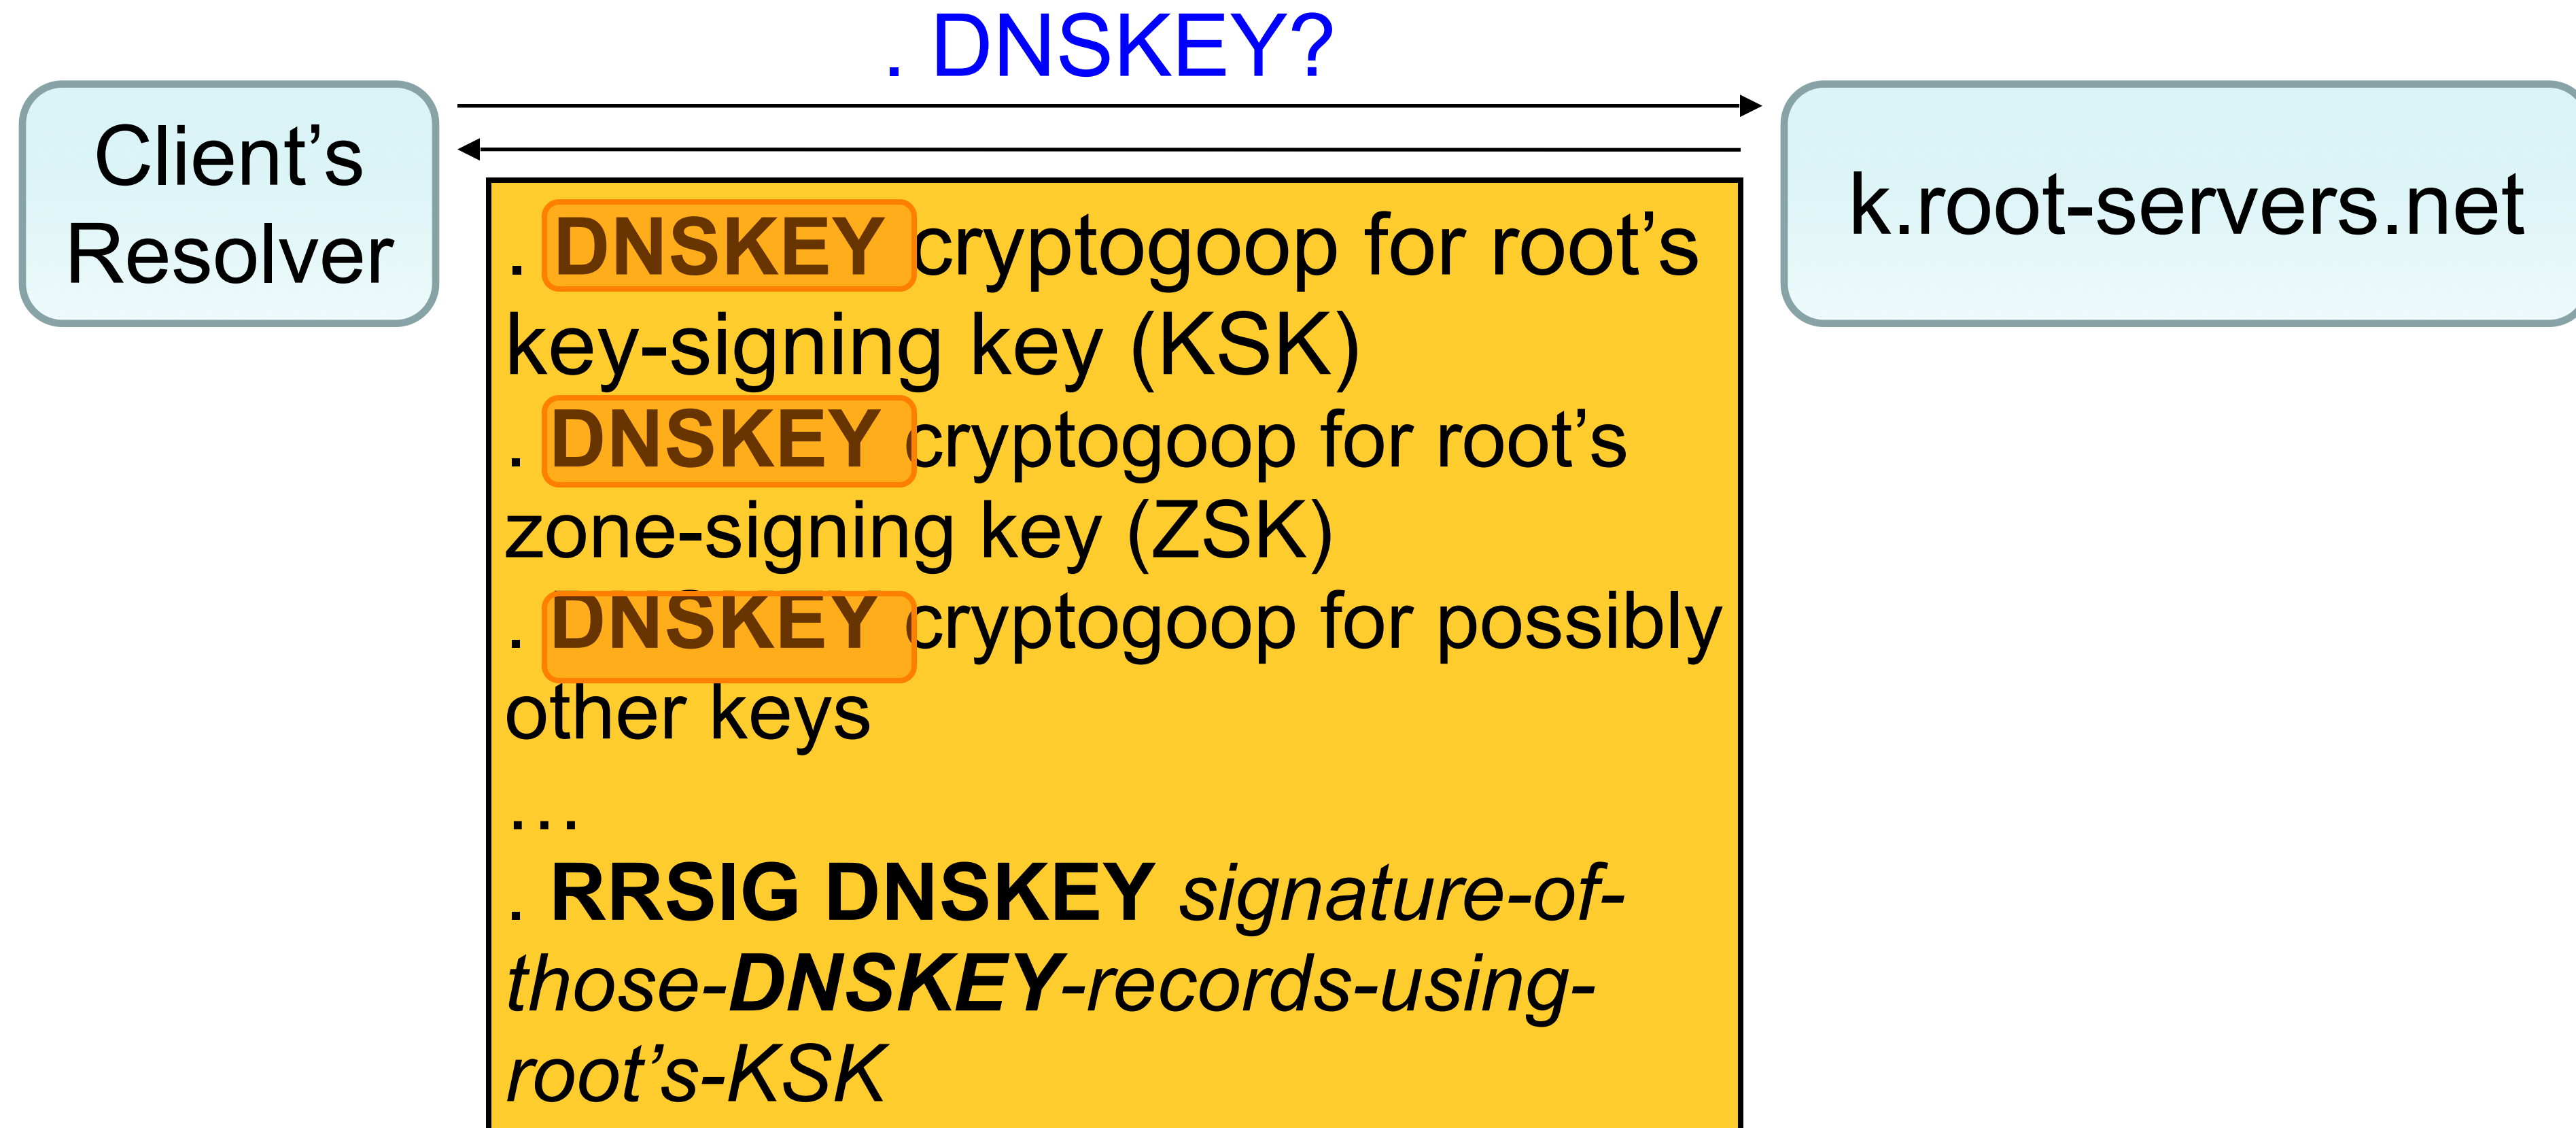 . DNSKEY?
Client’s
Resolver
k.root-servers.net
. DNSKEY cryptogoop for root’s
key-signing key (KSK)
. DNSKEY cryptogoop for root’s
zone-signing key (ZSK)
. DNSKEY cryptogoop for possibly
other keys
…
. RRSIG DNSKEY signature-of-
those-DNSKEY-records-using-
root’s-KSK